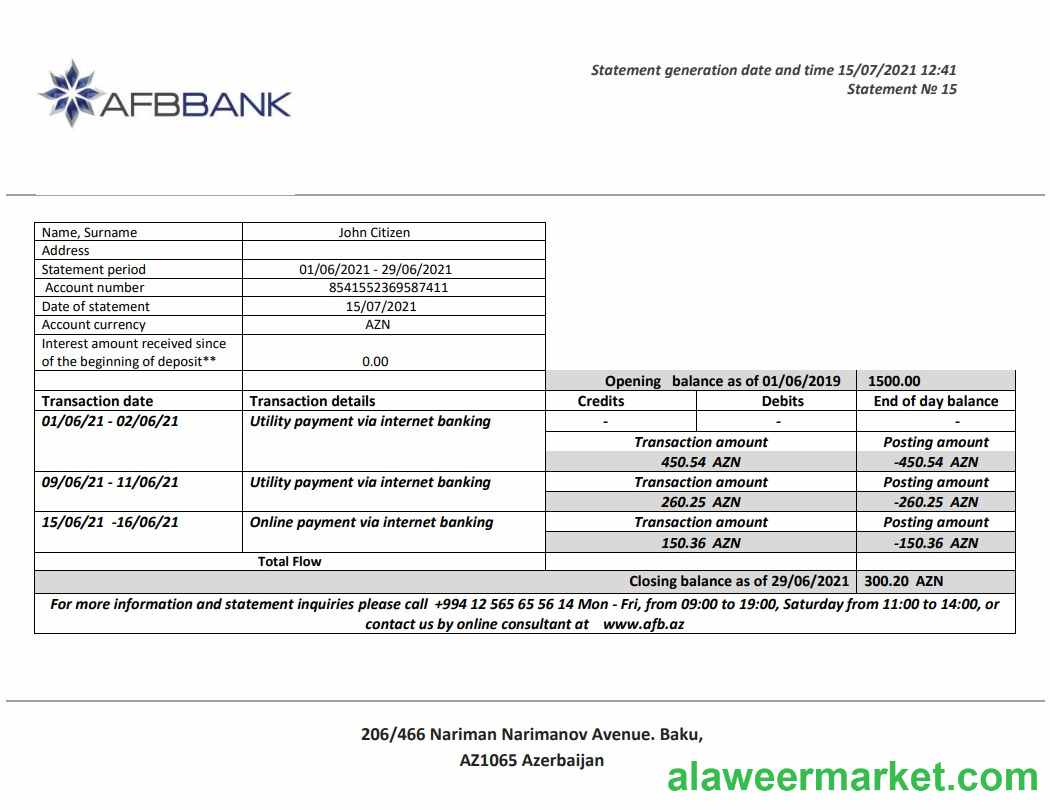 AFBBANK
Statement generation date and time 15/07/2021 12:41
Statement № 15
Name, Surname John Citizen
Address
Statement period 01/06/2021 - 29/06/2021
Account number 8541552369587411
Date of statement 15/07/2021
Account currency AZN
Interest amount received since
of the beginning of deposit** 0.00
Opening balance as of 01/06/2019 1500.00
Transaction date Transaction details Credits Debits End of day balance
01/06/21 - 02/06/21 Utility payment via internet banking - - -
Transaction amount Posting amount
450.54 AZN -450.54 AZN
09/06/21 - 11/06/21 Utility payment via internet banking Transaction amount Posting amount
260.25 AZN -260.25 AZN
15/06/21 -16/06/21 Online payment via internet banking Transaction amount Posting amount
150.36 AZN -150.36 AZN
Total Flow
Closing balance as of 29/06/2021 300.20 AZN
For more information and statement inquiries please call +994 12 565 65 56 14 Mon - Fri, from 09:00 to 19:00, Saturday from 11:00 to 14:00, or
contact us by online consultant at www.afb.az
206/466 Nariman Narimanov Avenue. Baku,
AZ1065 Azerbaijan
alaweermarket.com